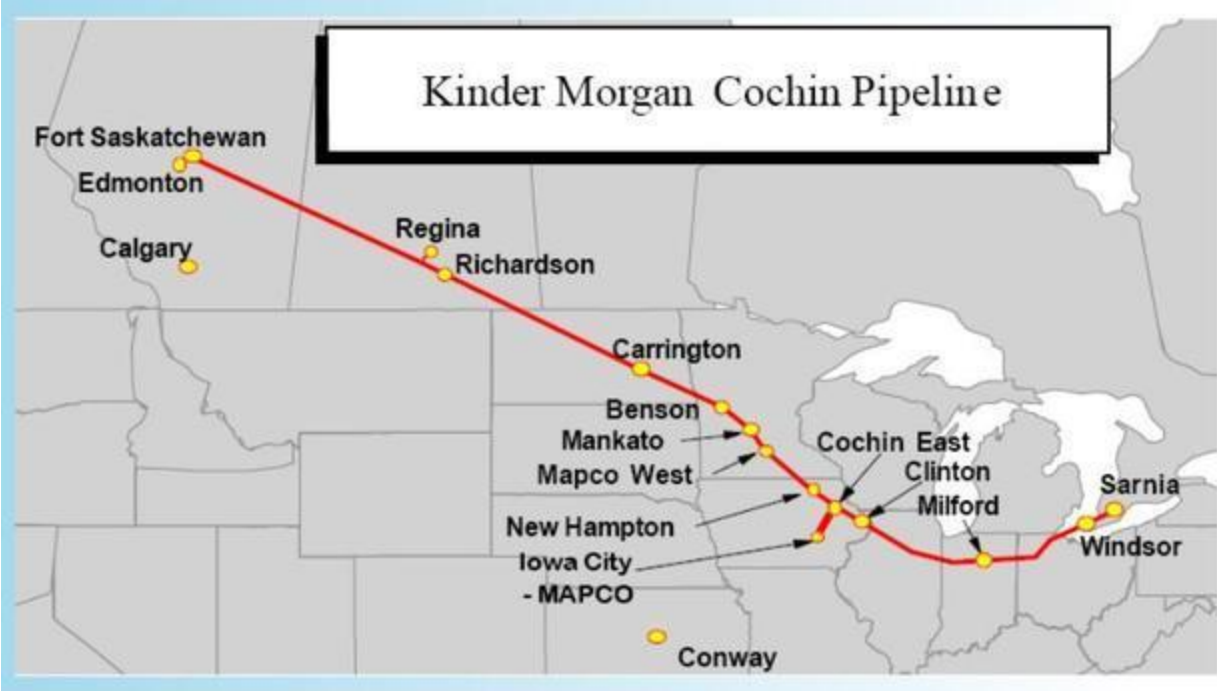 Kinder Morgan Cochin Pipeline
Fort Saskatchewan
Edmonton
Calgary
Regina
Richardson
Carrington
Benson
Mankato
Mapco West
Cochin East
Clinton
Milford
Sarnia
Windsor
New Hampton
Iowa City
- MAPCO
Conway